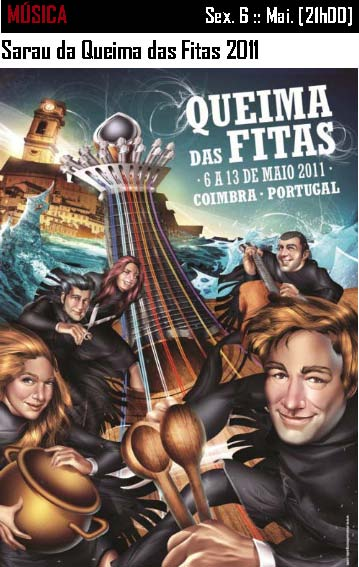 MÚSICA Sex. 6 :: Mai. [21h00]
Sarau da Queima das Fitas 2011
QUEIMA
DAS FITAS
· 6 A 13 DE MAIO 2011 ·
COIMBRA · PORTUGAL